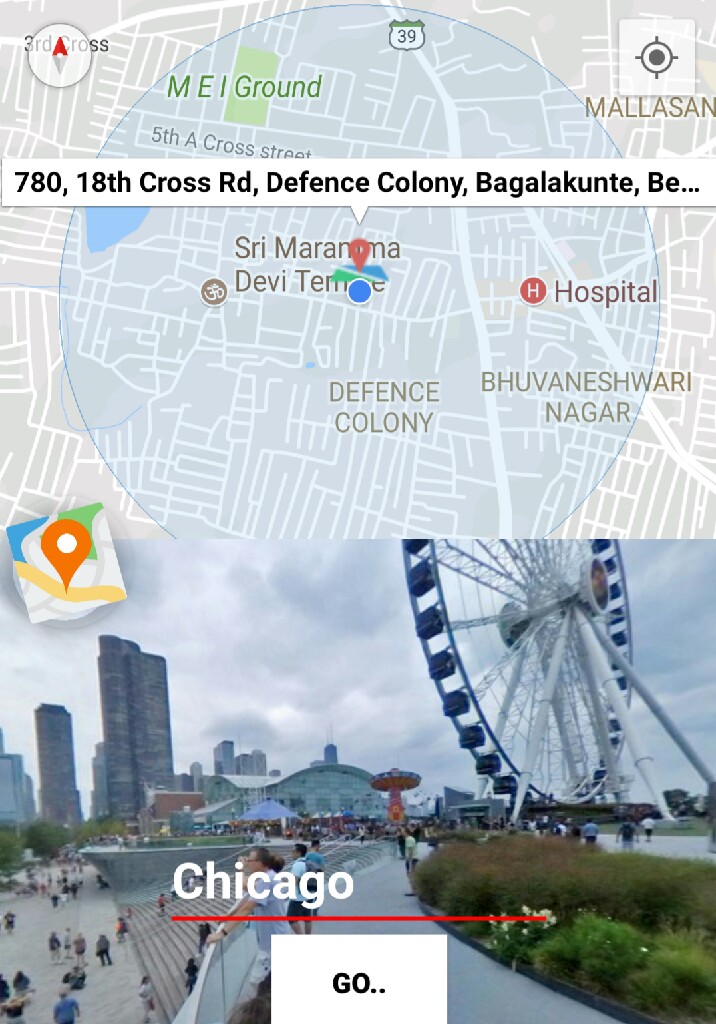 3rd Cross
39
M E I Ground
MALLASAN
5th A Cross street
780, 18th Cross Rd, Defence Colony, Bagalakunte, Be...
Sri Maramma
Devi Temple
ॐ
H Hospital
DEFENCE
COLONY
BHUVANESHWARI
NAGAR
Chicago
GO..